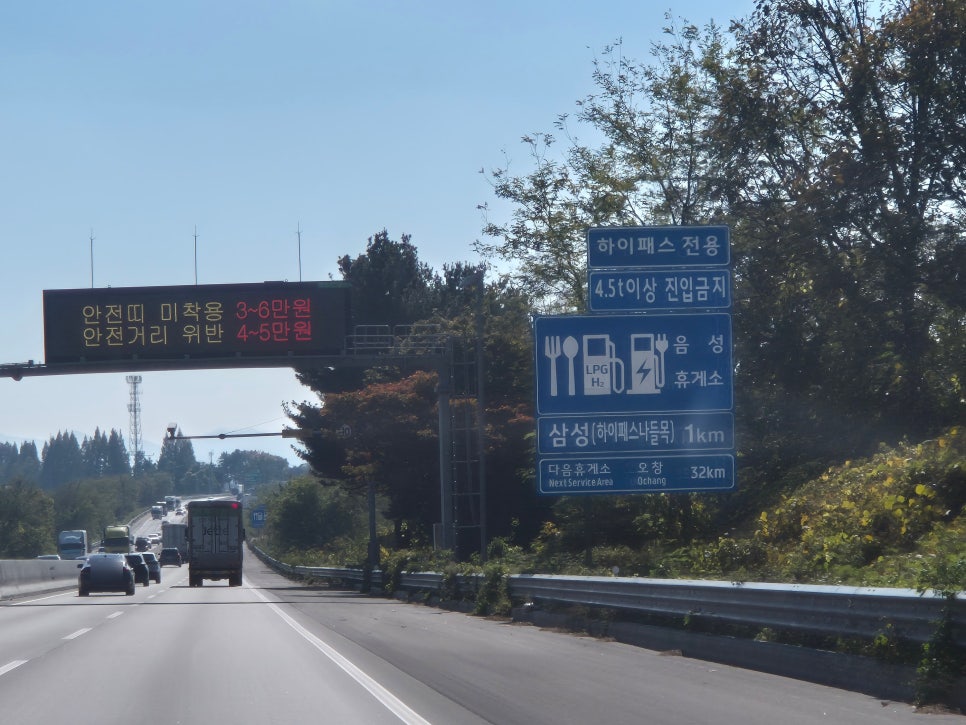 안전띠 미착용 3~6만원
안전거리 위반 4~5만원
하이패스 전용
4.5t이상 진입금지
LPG
H₂
음성
휴게소
삼성(하이패스나들목) 1km
다음휴게소 오창 32km
Next Service Area Ochang